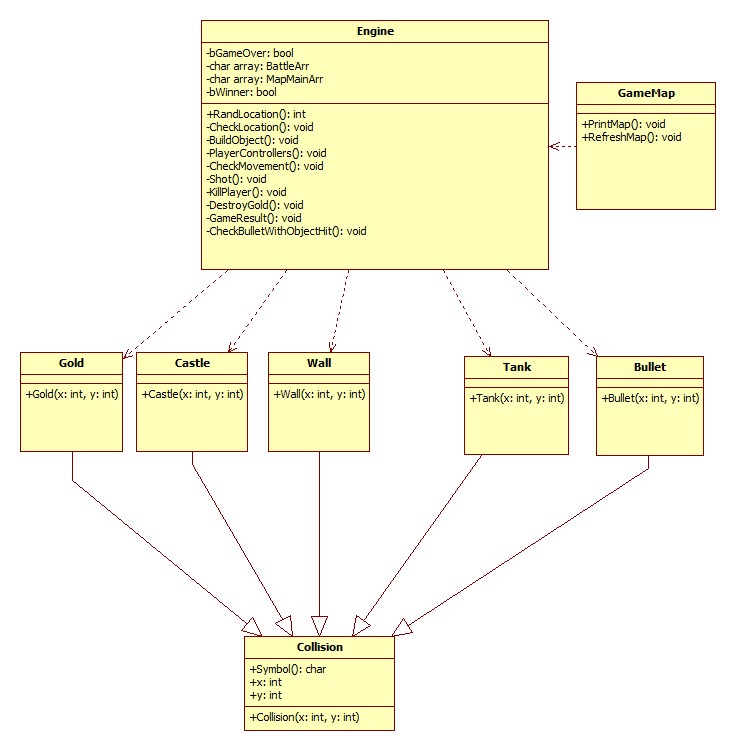 Engine
-bGameOver: bool
-char array: BattleArr
-char array: MapMainArr
-bWinner: bool
+RandLocation(): int
-CheckLocation(): void
-BuildObject(): void
-PlayerControllers(): void
-CheckMovement(): void
-Shot(): void
-KillPlayer(): void
-DestroyGold(): void
-GameResult(): void
-CheckBulletWithObjectHit(): void
GameMap
+PrintMap(): void
+RefreshMap(): void
Gold
+Gold(x: int, y: int)
Castle
+Castle(x: int, y: int)
Wall
+Wall(x: int, y: int)
Tank
+Tank(x: int, y: int)
Bullet
+Bullet(x: int, y: int)
Collision
+Symbol(): char
+x: int
+y: int
+Collision(x: int, y: int)